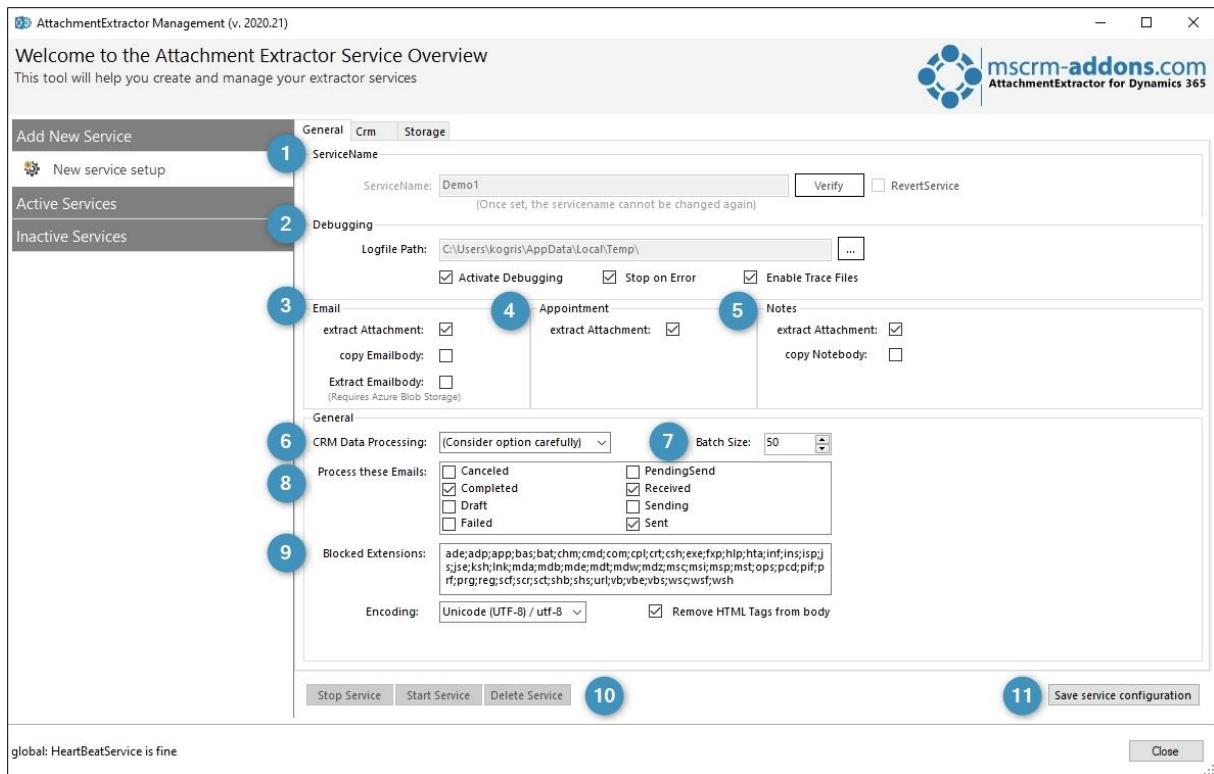 AttachmentExtractor Management (v. 2020.21)
Welcome to the Attachment Extractor Service Overview
This tool will help you create and manage your extractor services
mscrm-addons.com
AttachmentExtractor for Dynamics 365
Add New Service
New service setup
Active Services
Inactive Services
General Crm Storage
1 ServiceName
ServiceName: Demo1 Verify RevertService
(Once set, the servicename cannot be changed again)
2 Debugging
Logfile Path: C:\Users\kogris\AppData\Local\Temp\ ...
Activate Debugging Stop on Error Enable Trace Files
3 Email 4 Appointment 5 Notes
extract Attachment: extract Attachment: extract Attachment:
copy Emailbody: copy Notebody:
Extract Emailbody:
(Requires Azure Blob Storage)
General
6 CRM Data Processing: (Consider option carefully) 7 Batch Size: 50
8 Process these Emails: Canceled PendingSend
Completed Received
Draft Sending
Failed Sent
9 Blocked Extensions: ade;adp;app;bas;bat;chm;cmd;com;cpl;crt;csh;exe;fxp;hlp;hta;inf;ins;isp;j
s;jse;ksh;lnk;mda;mdb;mde;mdt;mdw;mdz;msc;msi;msp;mst;ops;pcd;pif;p
rf;prg;reg;scf;scr;sct;shb;shs;url;vb;vbe;vbs;wsc;wsf;wsh
Encoding: Unicode (UTF-8) / utf-8 Remove HTML Tags from body
Stop Service Start Service Delete Service 10 11 Save service configuration
global: HeartBeatService is fine Close